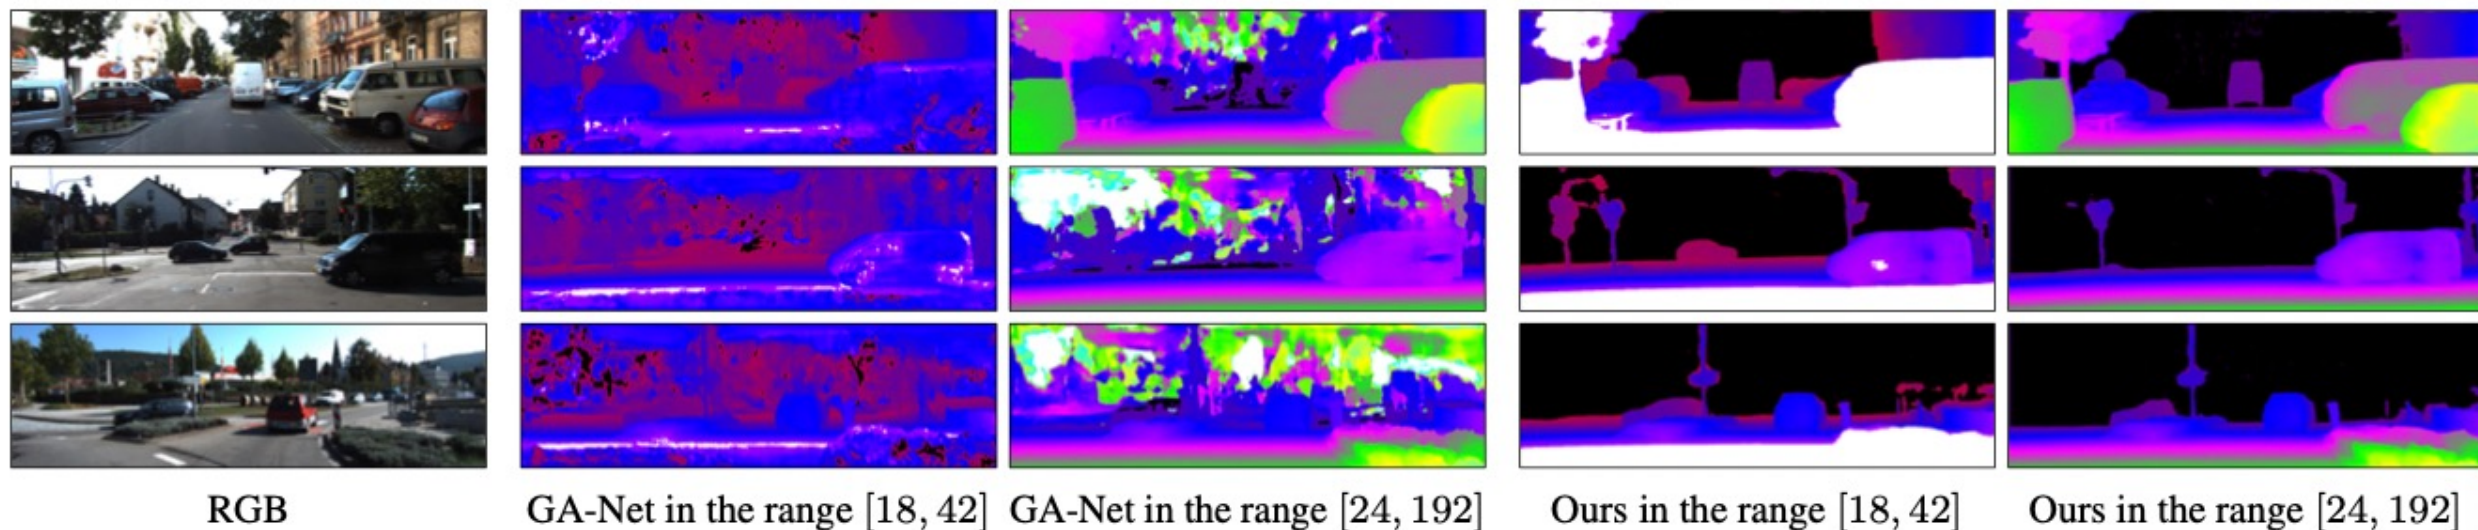 RGB
GA-Net in the range [18, 42]
GA-Net in the range [24, 192]
Ours in the range [18, 42]
Ours in the range [24, 192]